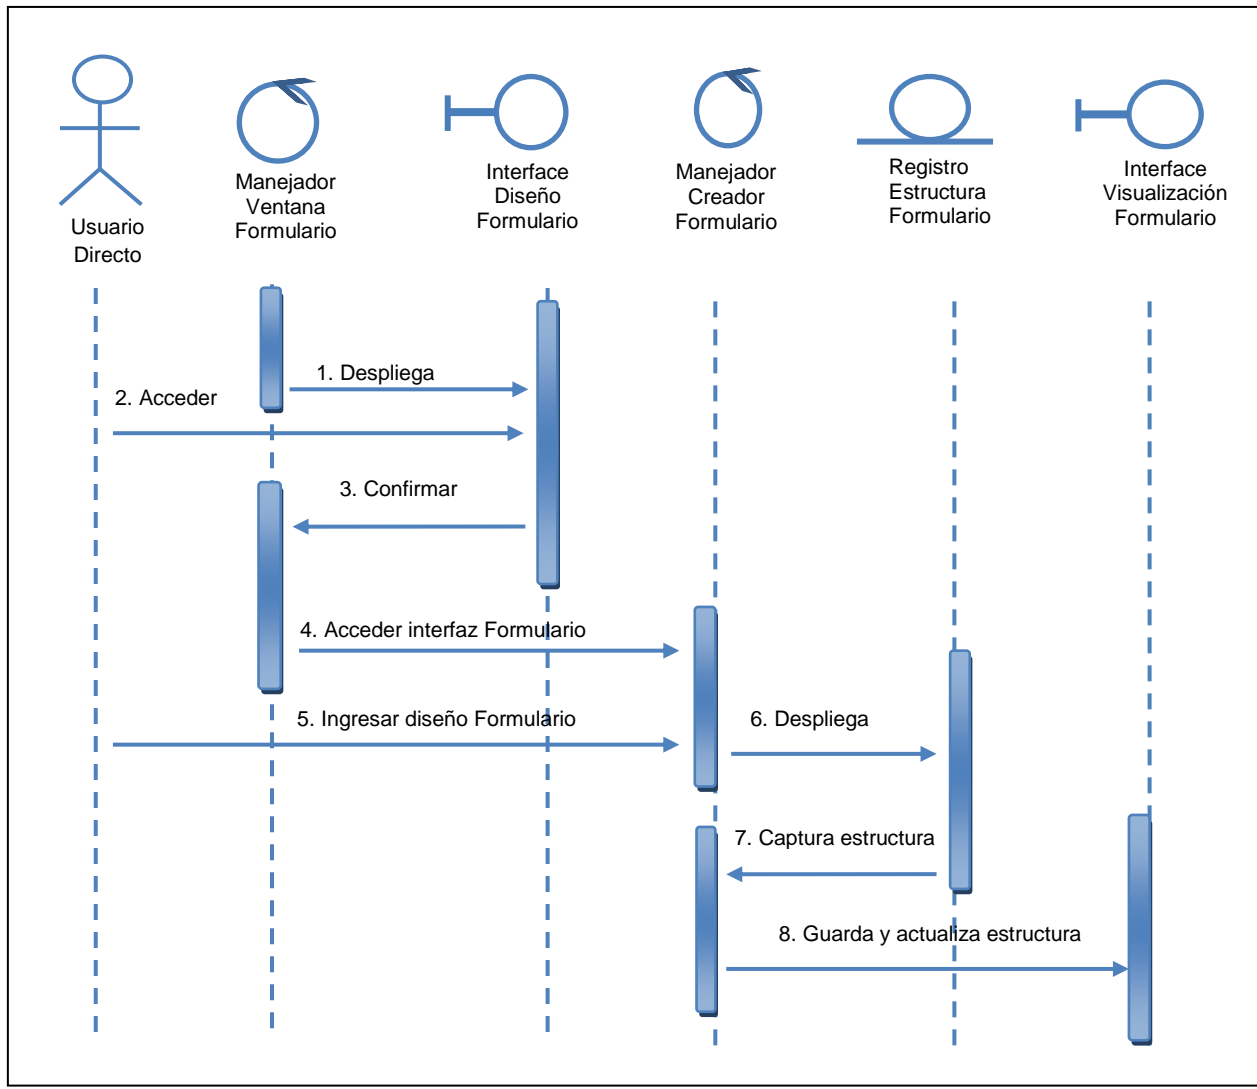 Usuario
Directo
Manejador
Ventana
Formulario
Interface
Diseño
Formulario
Manejador
Creador
Formulario
Registro
Estructura
Formulario
Interface
Visualización
Formulario
1. Despliega
2. Acceder
3. Confirmar
4. Acceder interfaz Formulario
5. Ingresar diseño Formulario
6. Despliega
7. Captura estructura
8. Guarda y actualiza estructura